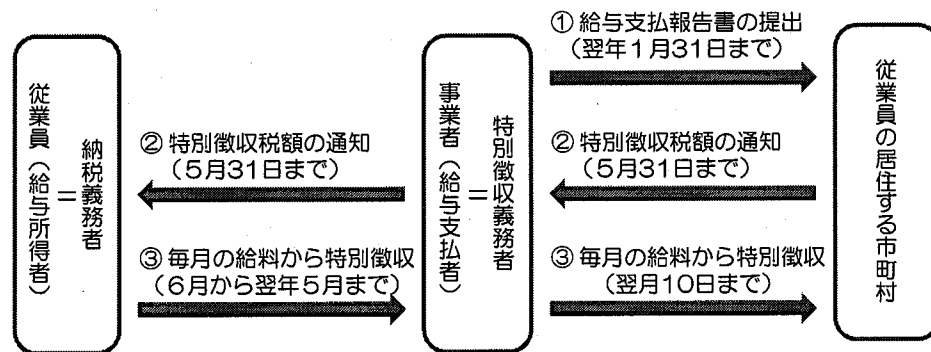 従業員（給与所得者）
＝
納税義務者
② 特別徴収税額の通知
（5月31日まで）
③ 毎月の給料から特別徴収
（6月から翌年5月まで）
事業者（給与支払者）
＝
特別徴収義務者
① 給与支払報告書の提出
（翌年1月31日まで）
② 特別徴収税額の通知
（5月31日まで）
③ 毎月の給料から特別徴収
（翌月10日まで）
従業員の居住する市町村